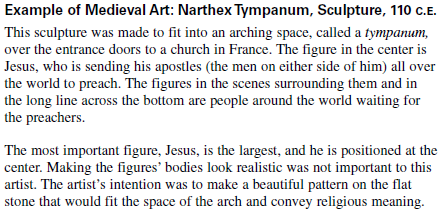 Example of Medieval Art: Narthex Tympanum, Sculpture, 110 C.E.
This sculpture was made to fit into an arching space, called a tympanum,
over the entrance doors to a church in France. The figure in the center is
Jesus, who is sending his apostles (the men on either side of him) all over
the world to preach. The figures in the scenes surrounding them and in
the long line across the bottom are people around the world waiting for
the preachers.
The most important figure, Jesus, is the largest, and he is positioned at the
center. Making the figures' bodies look realistic was not important to this
artist. The artist's intention was to make a beautiful pattern on the flat
stone that would fit the space of the arch and convey religious meaning.